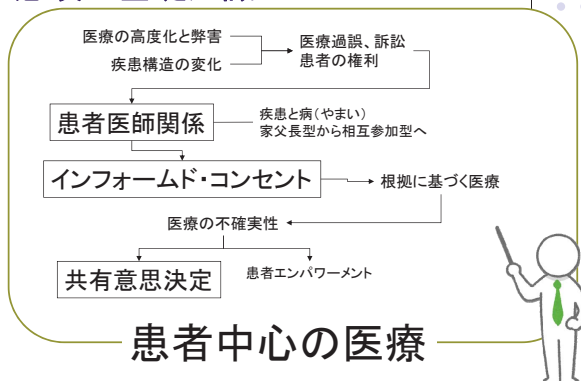 医療の高度化と弊害
疾患構造の変化
医療過誤、訴訟
患者の権利
患者医師関係
疾患と病(やまい)
家父長型から相互参加型へ
インフォームド・コンセント
根拠に基づく医療
医療の不確実性
共有意思決定
患者エンパワーメント
患者中心の医療